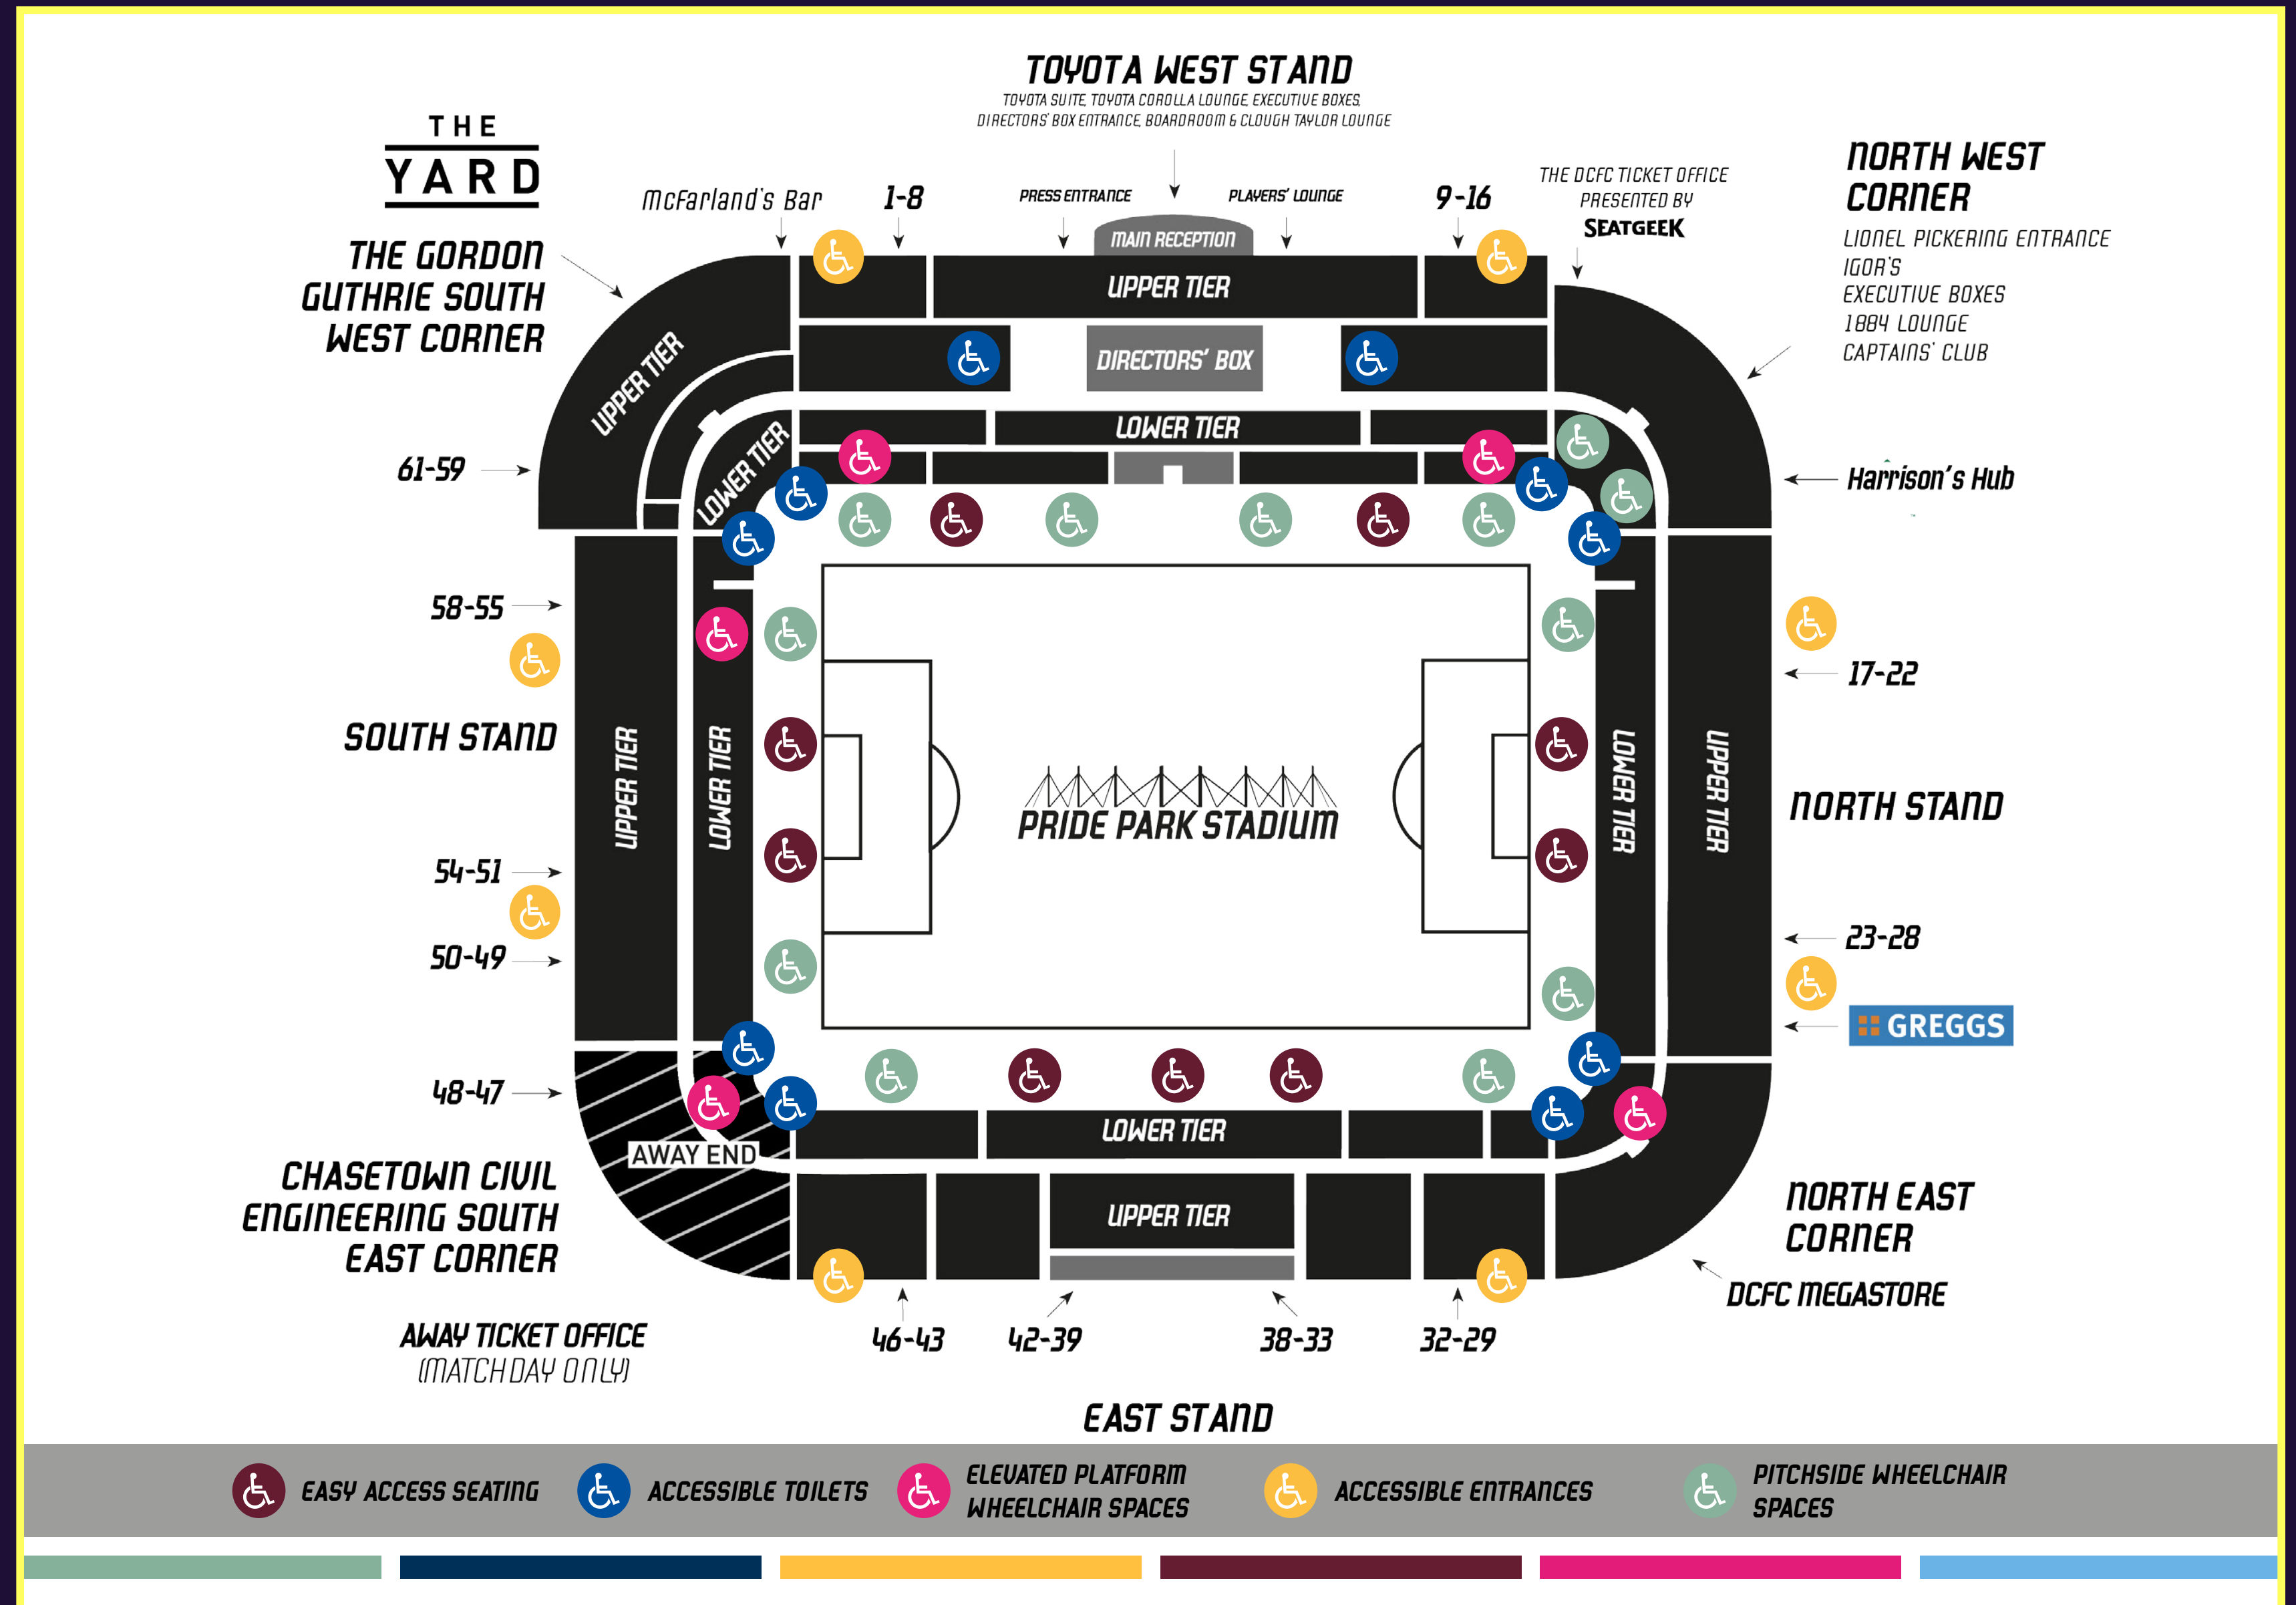 TOYOTA WEST STAND
TOYOTA SUITE, TOYOTA COROLLA LOUNGE, EXECUTIVE BOXES,
DIRECTORS' BOX ENTRANCE, BOARDROOM & CLOUGH TAYLOR LOUNGE
THE
YARD
THE GORDON
GUTHRIE SOUTH
WEST CORNER
McFarland's Bar
1-8
PRESS ENTRANCE
PLAYERS' LOUNGE
9-16
THE DCFC TICKET OFFICE
PRESENTED BY
SEATGEEK
NORTH WEST
CORNER
LIONEL PICKERING ENTRANCE
IGOR'S
EXECUTIVE BOXES
1884 LOUNGE
CAPTAINS' CLUB
MAIN RECEPTION
UPPER TIER
DIRECTORS' BOX
LOWER TIER
UPPER TIER
LOWER TIER
61-59
Harrison's Hub
58-55
17-22
SOUTH STAND
UPPER TIER
LOWER TIER
PRIDE PARK STADIUM
LOWER TIER
UPPER TIER
NORTH STAND
54-51
50-49
23-28
GREGGS
48-47
AWAY END
LOWER TIER
UPPER TIER
CHASETOWN CIVIL
ENGINEERING SOUTH
EAST CORNER
NORTH EAST
CORNER
DCFC MEGASTORE
AWAY TICKET OFFICE
(MATCHDAY ONLY)
46-43
42-39
38-33
32-29
EAST STAND
EASY ACCESS SEATING
ACCESSIBLE TOILETS
ELEVATED PLATFORM
WHEELCHAIR SPACES
ACCESSIBLE ENTRANCES
PITCHSIDE WHEELCHAIR
SPACES